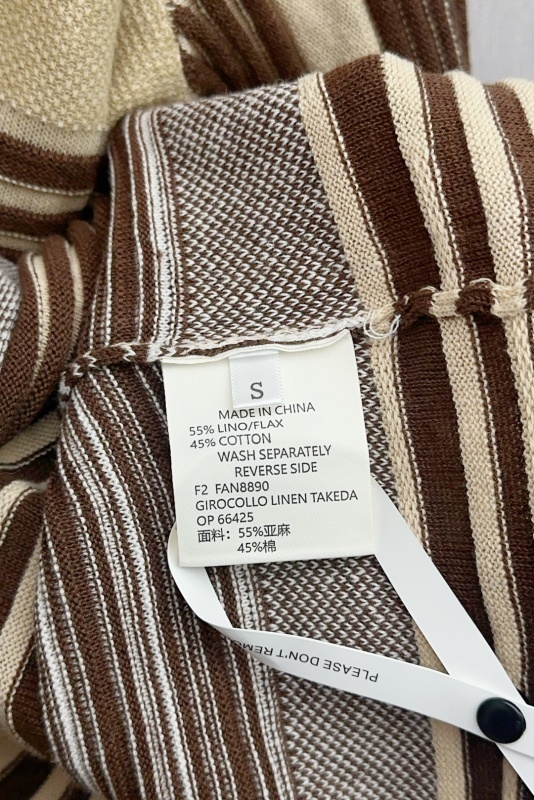 S
MADE IN CHINA
55% LINO/FLAX
45% COTTON
WASH SEPARATELY
REVERSE SIDE
F2 FAN8890
GIROCOLLO LINEN TAKEDA
OP 66425
面料：55%亚麻
45%棉
PLEASE DON'T REM